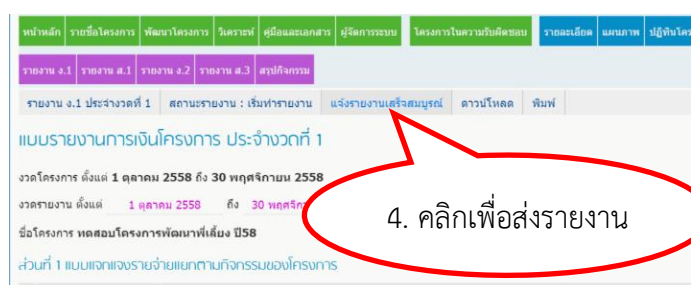 หน้าหลัก รายชื่อโครงการ พัฒนาโครงการ วิเคราะห์ คู่มือและเอกสาร ผู้จัดการระบบ โครงการในความรับผิดชอบ รายละเอียด แผนภาพ ปฏิทินโคร
รายงาน ง.1 รายงาน ส.1 รายงาน ง.2 รายงาน ส.3 สรุปกิจกรรม
รายงาน ง.1 ประจำงวดที่ 1 สถานะรายงาน : เริ่มทำรายงาน แจ้งรายงานเสร็จสมบูรณ์ ดาวน์โหลด พิมพ์
แบบรายงานการเงินโครงการ ประจำงวดที่ 1
งวดโครงการ ตั้งแต่ 1 ตุลาคม 2558 ถึง 30 พฤศจิกายน 2558
งวดรายงาน ตั้งแต่ 1 ตุลาคม 2558 ถึง 30 พฤศจิก
4. คลิกเพื่อส่งรายงาน
ชื่อโครงการ ทดสอบโครงการพัฒนาพี่เลี้ยง ปี58
ส่วนที่ 1 แบบแจกแจงรายจ่ายแยกตามกิจกรรมของโครงการ